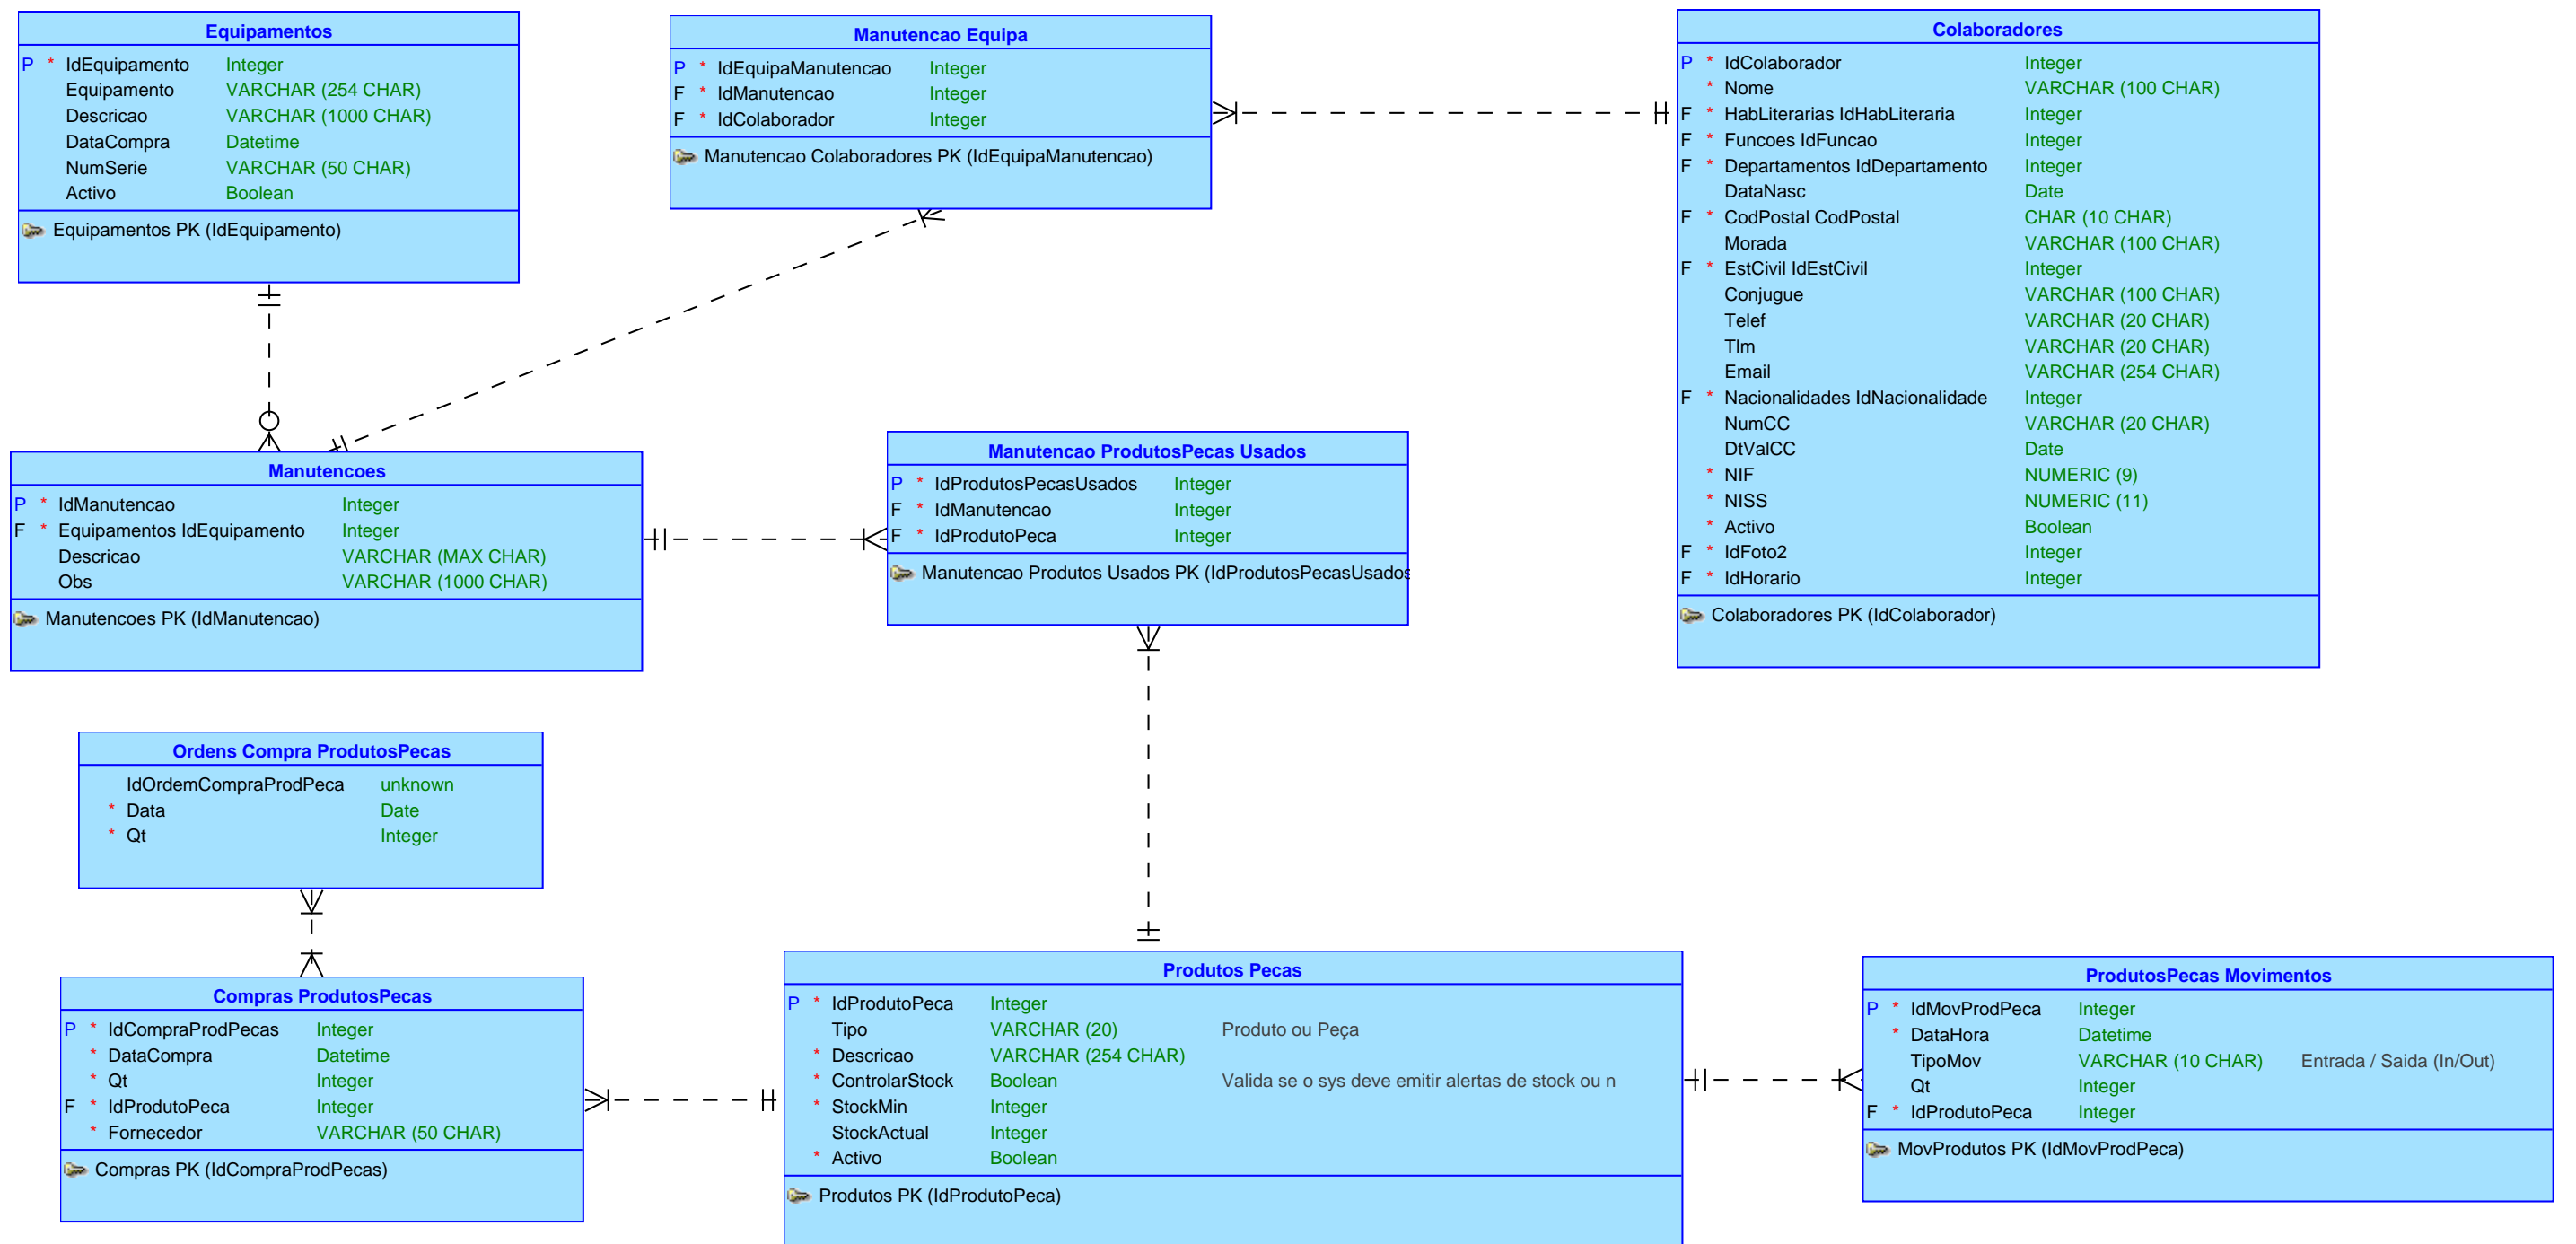 Equipamentos
P * IdEquipamento Integer
Equipamento VARCHAR (254 CHAR)
Descricao VARCHAR (1000 CHAR)
DataCompra Datetime
NumSerie VARCHAR (50 CHAR)
Activo Boolean
Equipamentos PK (IdEquipamento)
Manutencao Equipa
P * IdEquipaManutencao Integer
F * IdManutencao Integer
F * IdColaborador Integer
Manutencao Colaboradores PK (IdEquipaManutencao)
Colaboradores
P * IdColaborador Integer
* Nome VARCHAR (100 CHAR)
F * HabLiterarias IdHabLiteraria Integer
F * Funcoes IdFuncao Integer
F * Departamentos IdDepartamento Integer
DataNasc Date
F * CodPostal CodPostal CHAR (10 CHAR)
Morada VARCHAR (100 CHAR)
F * EstCivil IdEstCivil Integer
Conjugue VARCHAR (100 CHAR)
Telef VARCHAR (20 CHAR)
Tlm VARCHAR (20 CHAR)
Email VARCHAR (254 CHAR)
F * Nacionalidades IdNacionalidade Integer
NumCC VARCHAR (20 CHAR)
DtValCC Date
* NIF NUMERIC (9)
* NISS NUMERIC (11)
* Activo Boolean
F * IdFoto2 Integer
F * IdHorario Integer
Colaboradores PK (IdColaborador)
Manutencoes
P * IdManutencao Integer
F * Equipamentos IdEquipamento Integer
Descricao VARCHAR (MAX CHAR)
Obs VARCHAR (1000 CHAR)
Manutencoes PK (IdManutencao)
Manutencao ProdutosPecas Usados
P * IdProdutosPecasUsados Integer
F * IdManutencao Integer
F * IdProdutoPeca Integer
Manutencao Produtos Usados PK (IdProdutosPecasUsados
Ordens Compra ProdutosPecas
IdOrdemCompraProdPeca unknown
* Data Date
* Qt Integer
Compras ProdutosPecas
P * IdCompraProdPecas Integer
* DataCompra Datetime
* Qt Integer
F * IdProdutoPeca Integer
* Fornecedor VARCHAR (50 CHAR)
Compras PK (IdCompraProdPecas)
Produtos Pecas
P * IdProdutoPeca Integer
Tipo VARCHAR (20) Produto ou Peça
* Descricao VARCHAR (254 CHAR)
* ControlarStock Boolean Valida se o sys deve emitir alertas de stock ou n
* StockMin Integer
StockActual Integer
* Activo Boolean
Produtos PK (IdProdutoPeca)
ProdutosPecas Movimentos
P * IdMovProdPeca Integer
* DataHora Datetime
TipoMov VARCHAR (10 CHAR) Entrada / Saida (In/Out)
Qt Integer
F * IdProdutoPeca Integer
MovProdutos PK (IdMovProdPeca)